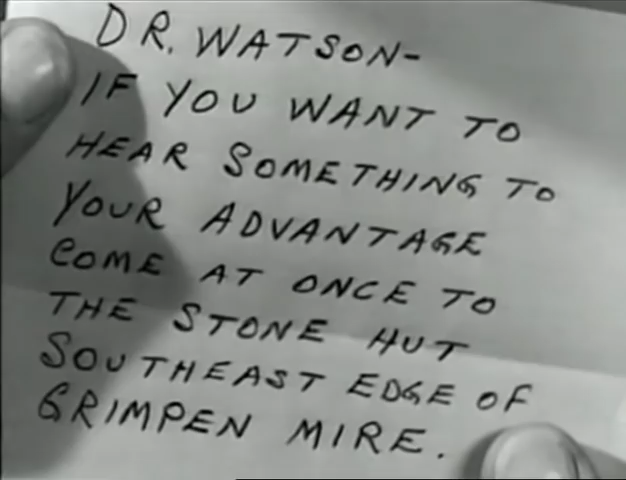 DR. WATSON-
IF YOU WANT TO
HEAR SOMETHING TO
YOUR ADVANTAGE
COME AT ONCE TO
THE STONE HUT
SOUTHEAST EDGE OF
GRIMPEN MIRE.